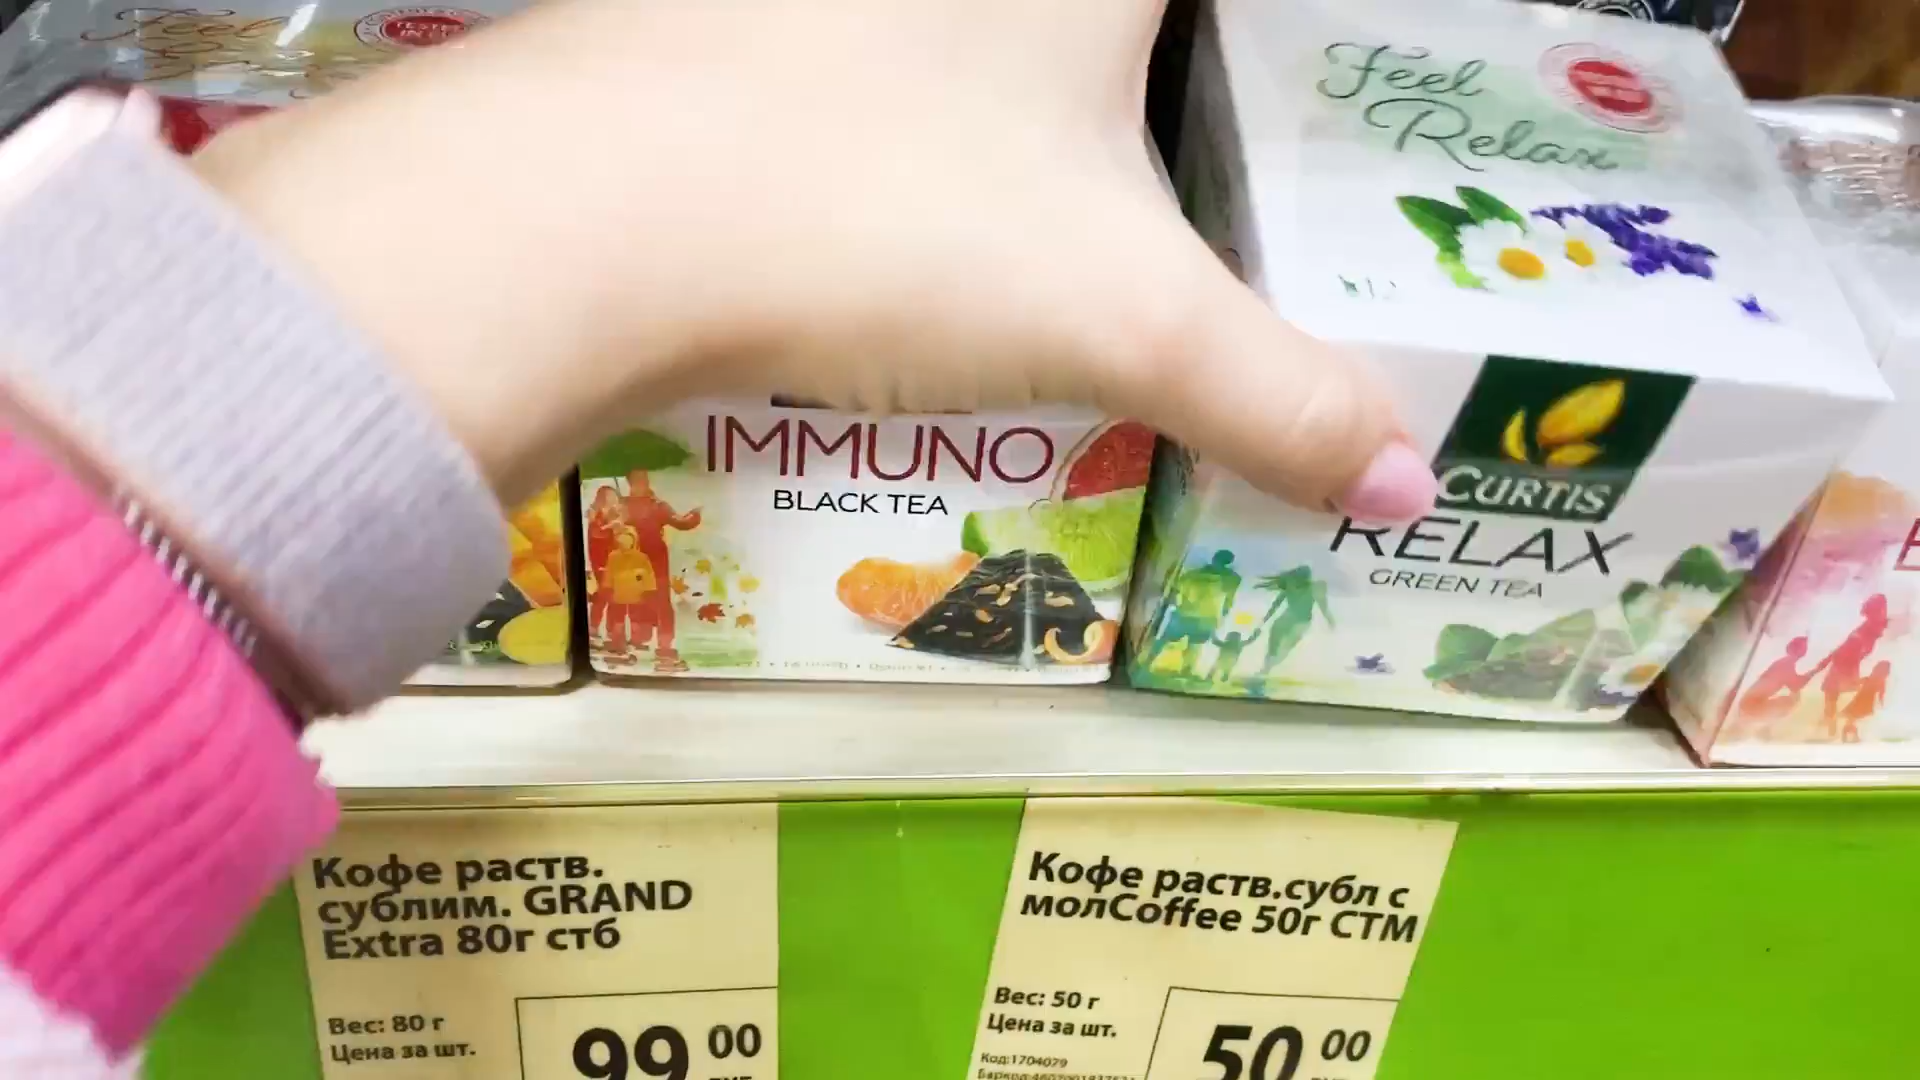 Feel
Feel
Relax
IMMUNO
BLACK TEA
CURTIS
RELAX
GREEN TEA
Кофе раств.
сублим. GRAND
Extra 80г стб
Вес: 80 г
Цена за шт.
99 00
Кофе раств.субл с
молCoffee 50г СТМ
Вес: 50 г
Цена за шт.
Код:1704079
50 00